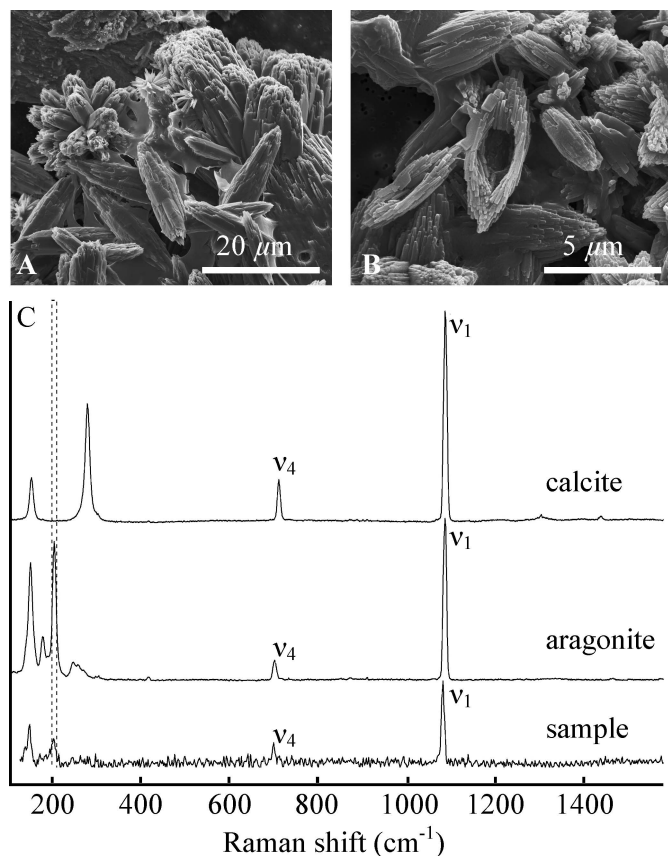 20 µm
A
5 µm
B
C
ν₁
ν₄
calcite
ν₁
ν₄
aragonite
ν₁
ν₄
sample
200 400 600 800 1000 1200 1400
Raman shift (cm⁻¹)